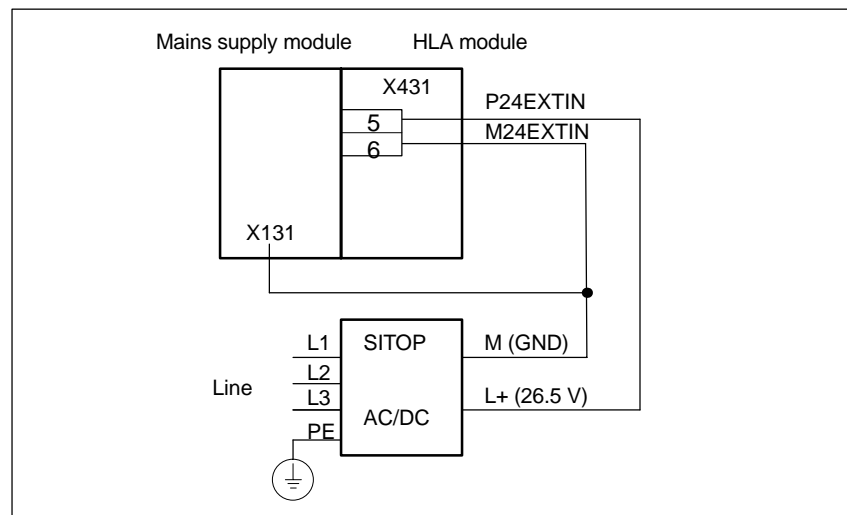 Mains supply module
HLA module
X431
P24EXTIN
5
M24EXTIN
6
X131
L1
SITOP
M (GND)
L2
Line
L3
L+ (26.5 V)
AC/DC
PE